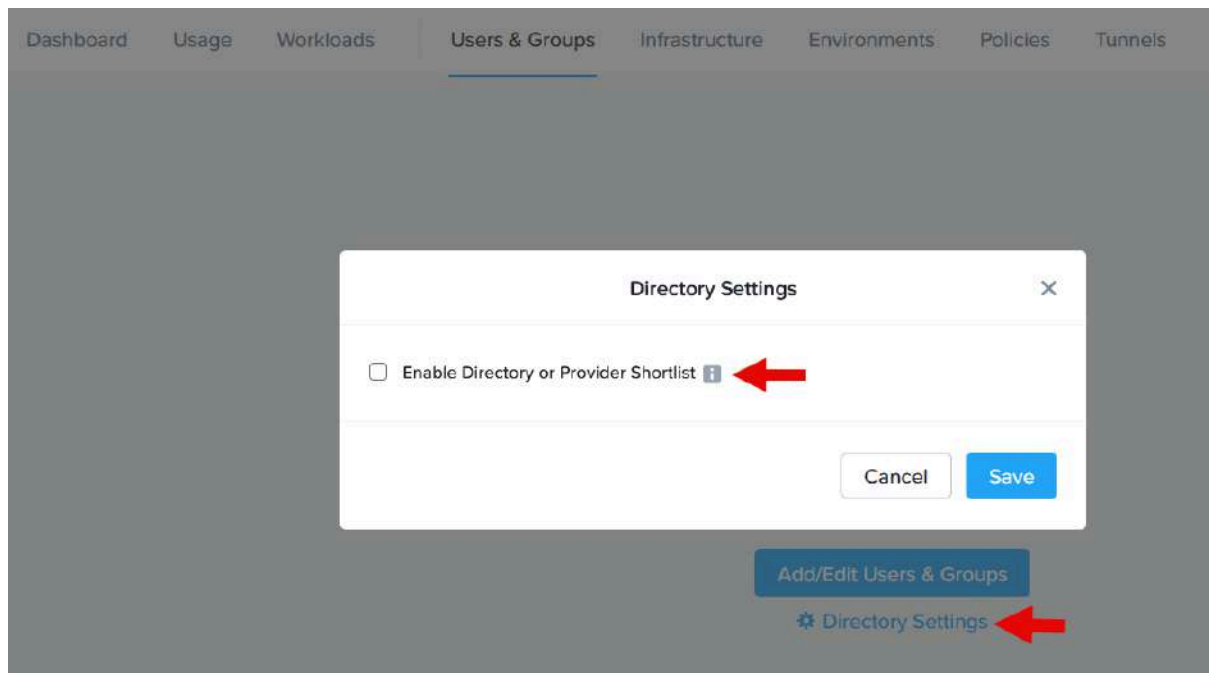 Dashboard Usage Workloads Users & Groups Infrastructure Environments Policies Tunnels
Directory Settings
Enable Directory or Provider Shortlist
Cancel Save
Add/Edit Users & Groups
Directory Settings